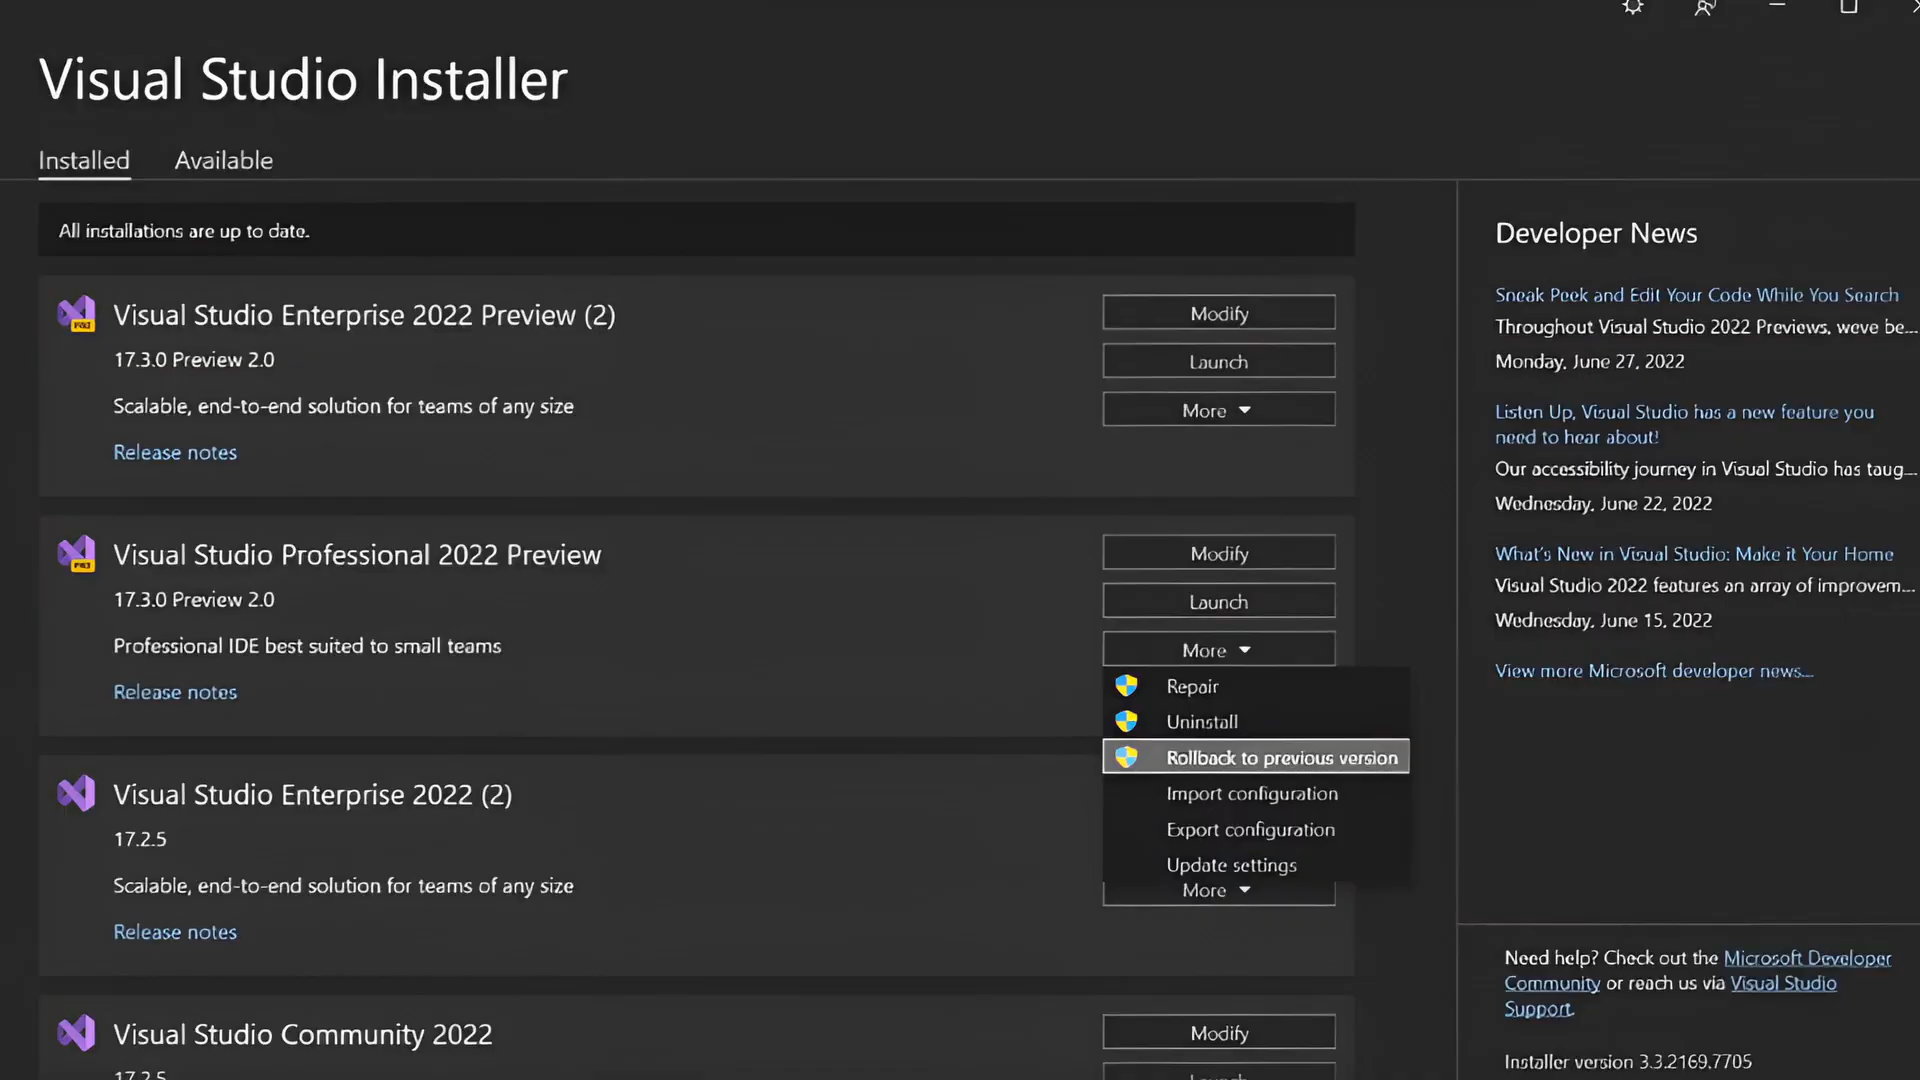 Visual Studio Installer
Installed
Available
All installations are up to date.
Visual Studio Enterprise 2022 Preview (2)
17.3.0 Preview 2.0
Scalable, end-to-end solution for teams of any size
Release notes
Modify
Launch
More
Visual Studio Professional 2022 Preview
17.3.0 Preview 2.0
Professional IDE best suited to small teams
Release notes
Modify
Launch
More
Repair
Uninstall
Rollback to previous version
Import configuration
Export configuration
Update settings
Visual Studio Enterprise 2022 (2)
17.2.5
Scalable, end-to-end solution for teams of any size
Release notes
More
Visual Studio Community 2022
17.2.5
Modify
Launch
Developer News
Sneak Peek and Edit Your Code While You Search
Throughout Visual Studio 2022 Previews, weve be...
Monday, June 27, 2022
Listen Up, Visual Studio has a new feature you
need to hear about!
Our accessibility journey in Visual Studio has taug...
Wednesday, June 22, 2022
What's New in Visual Studio: Make it Your Home
Visual Studio 2022 features an array of improvem...
Wednesday, June 15, 2022
View more Microsoft developer news...
Need help? Check out the Microsoft Developer
Community or reach us via Visual Studio
Support.
Installer version 3.3.2169.7705